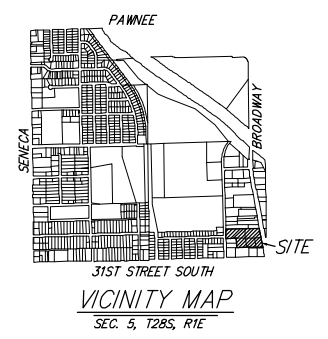 PAWNEE
SENECA
BROADWAY
SITE
31ST STREET SOUTH
VICINITY MAP
SEC. 5, T28S, R1E